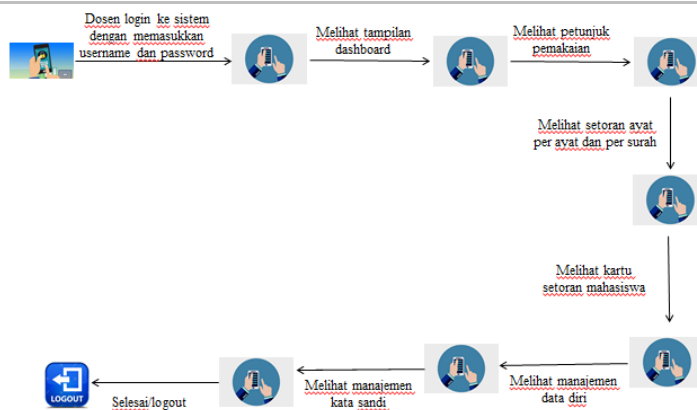 Dosen login ke sistem
dengan memasukkan
username dan password
Melihat tampilan
dashboard
Melihat petunjuk
pemakaian
Melihat setoran ayat
per ayat dan per surah
Melihat kartu
setoran mahasiswa
Melihat manajemen
data diri
Melihat manajemen
kata sandi
Selesai/logout
LOGOUT